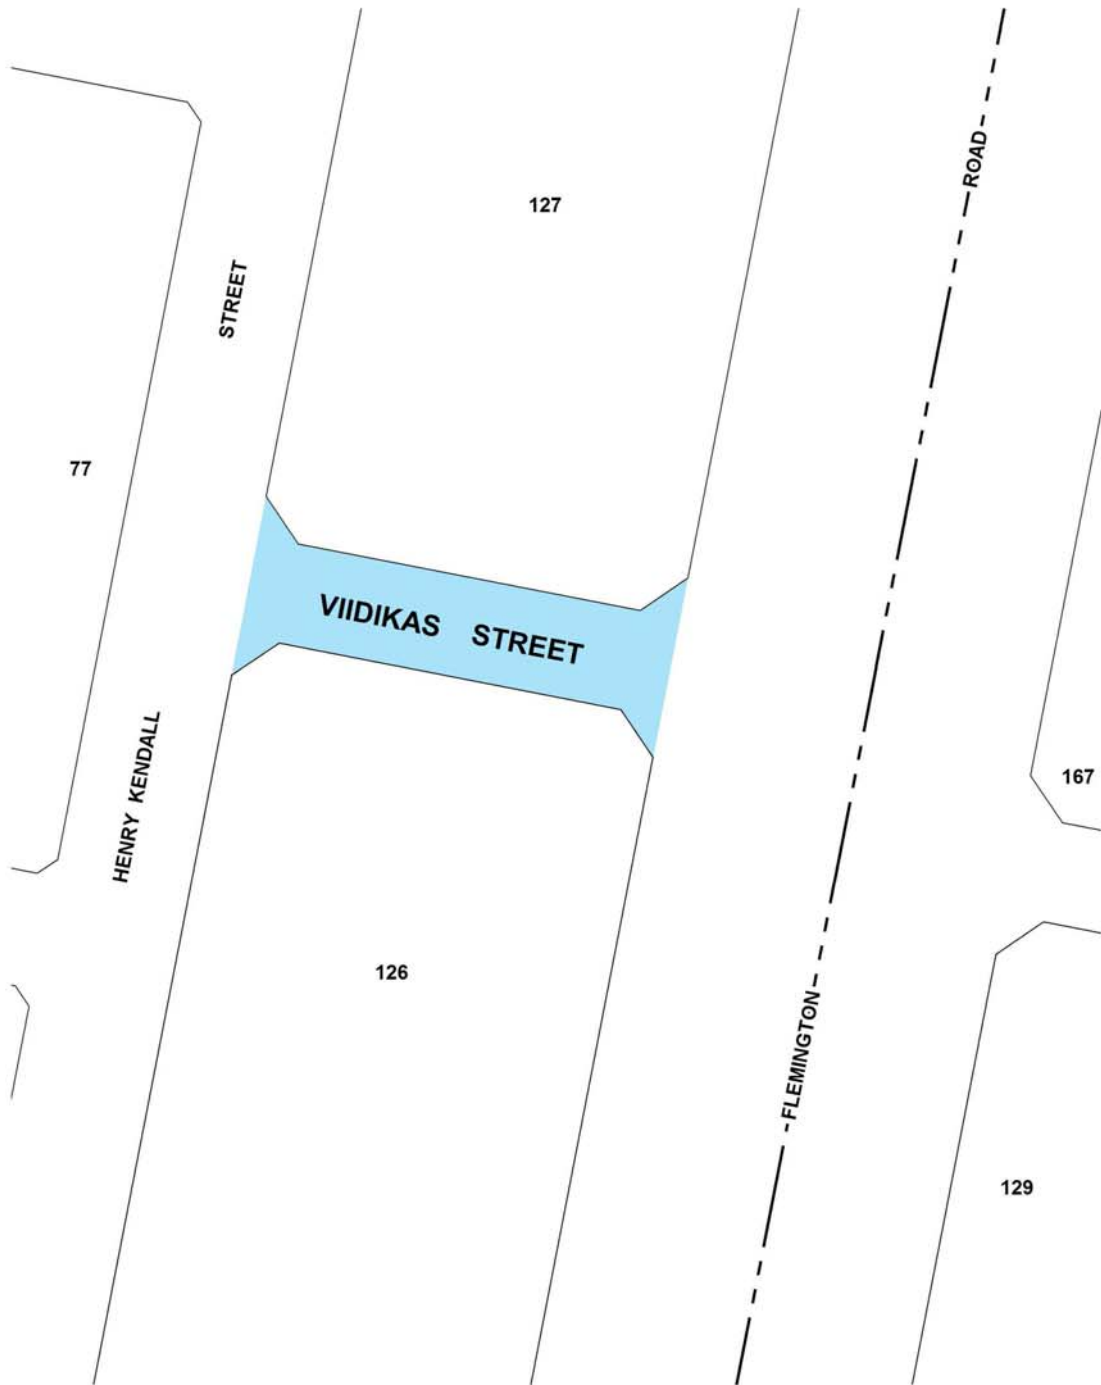 ROAD
127
STREET
77
VIIDIKAS STREET
HENRY KENDALL
167
126
FLEMINGTON
129